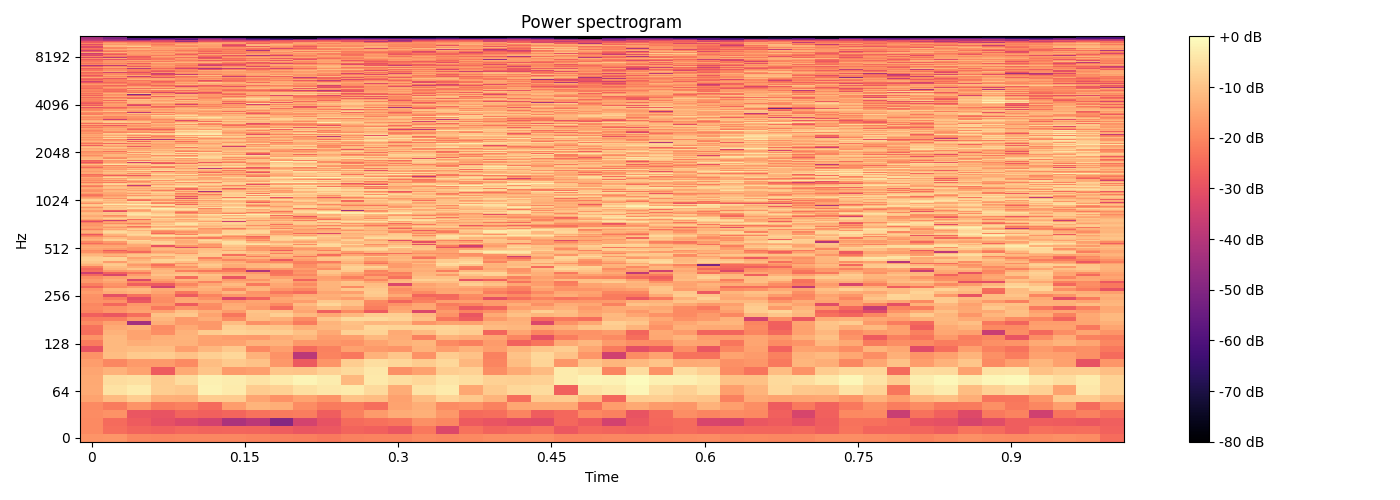 Power spectrogram
8192
4096
2048
1024
512
256
128
64
0
Hz
0 0.15 0.3 0.45 0.6 0.75 0.9
Time
+0 dB
-10 dB
-20 dB
-30 dB
-40 dB
-50 dB
-60 dB
-70 dB
-80 dB